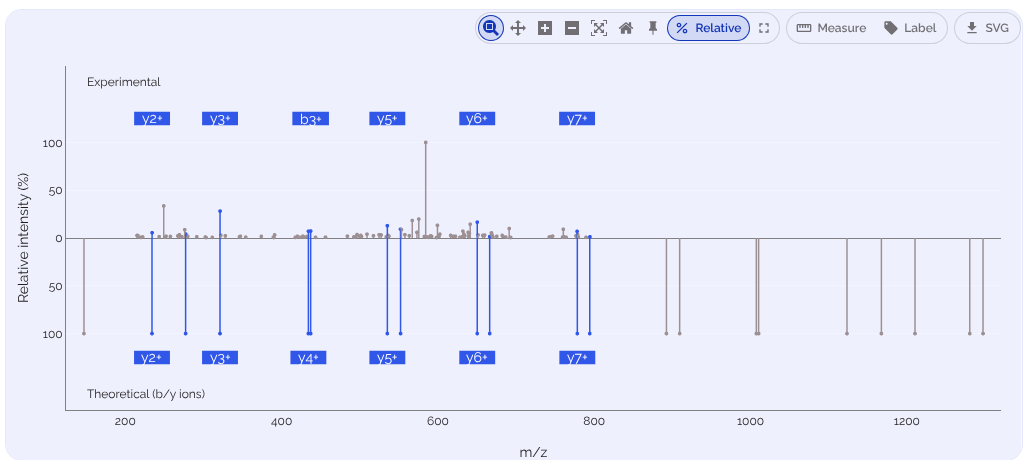 Relative
Measure
Label
SVG
Experimental
y2+ y3+ b3+ y5+ y6+ y7+
100
50
0
50
100
Relative intensity (%)
y2+ y3+ y4+ y5+ y6+ y7+
Theoretical (b/y ions)
200 400 600 800 1000 1200
m/z